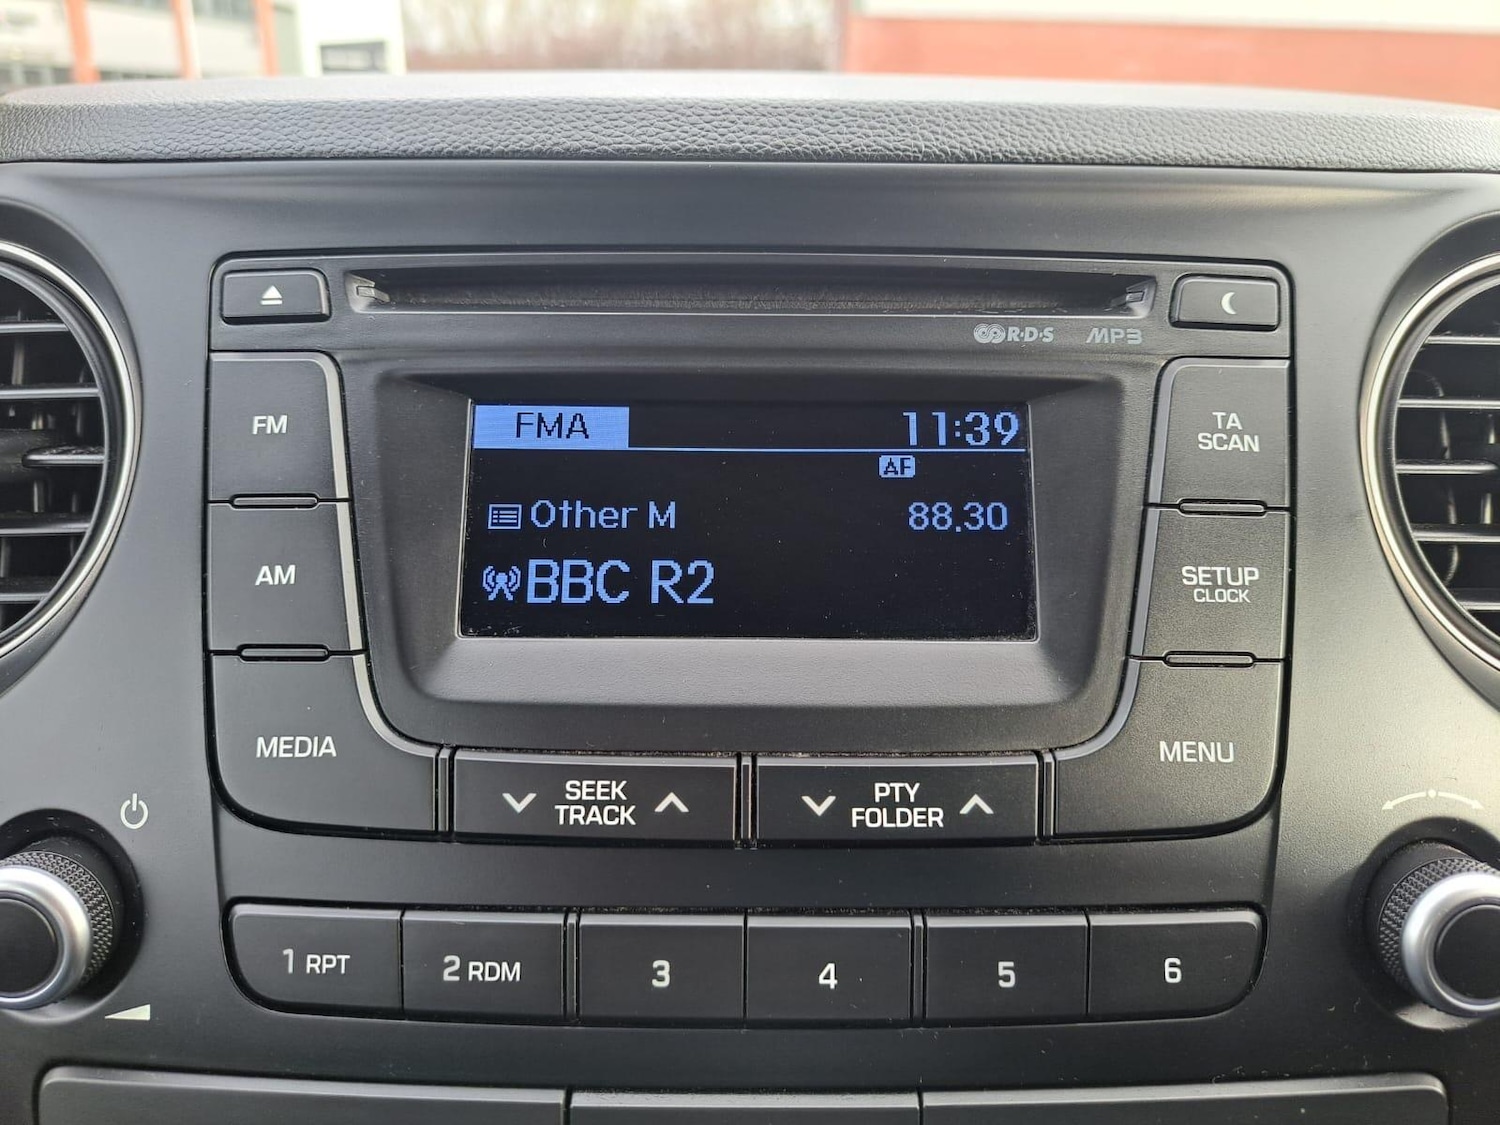 R·D·S MP3
FMA 11:39
AF
Other M 88.30
BBC R2
FM
AM
MEDIA
TA
SCAN
SETUP
CLOCK
MENU
SEEK
TRACK
PTY
FOLDER
1 RPT 2 RDM 3 4 5 6